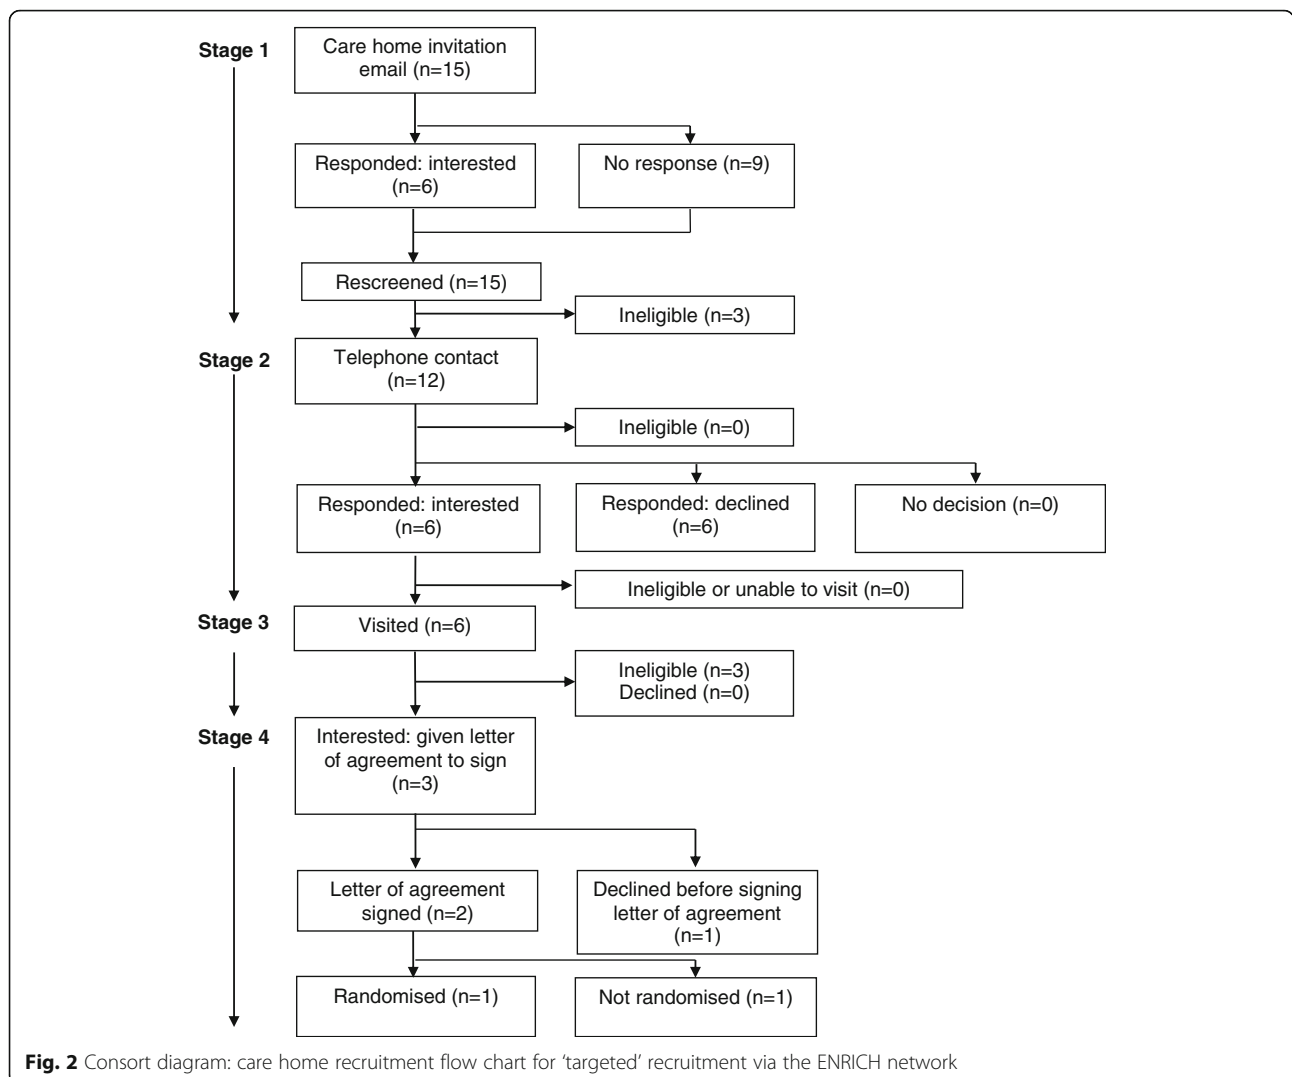 Stage 1
Care home invitation
email (n=15)
Responded: interested
(n=6)
No response (n=9)
Rescreened (n=15)
Ineligible (n=3)
Stage 2
Telephone contact
(n=12)
Ineligible (n=0)
Responded: interested
(n=6)
Responded: declined
(n=6)
No decision (n=0)
Ineligible or unable to visit (n=0)
Stage 3
Visited (n=6)
Ineligible (n=3)
Declined (n=0)
Stage 4
Interested: given letter
of agreement to sign
(n=3)
Letter of agreement
signed (n=2)
Declined before signing
letter of agreement
(n=1)
Randomised (n=1)
Not randomised (n=1)
Fig. 2 Consort diagram: care home recruitment flow chart for ‘targeted’ recruitment via the ENRICH network